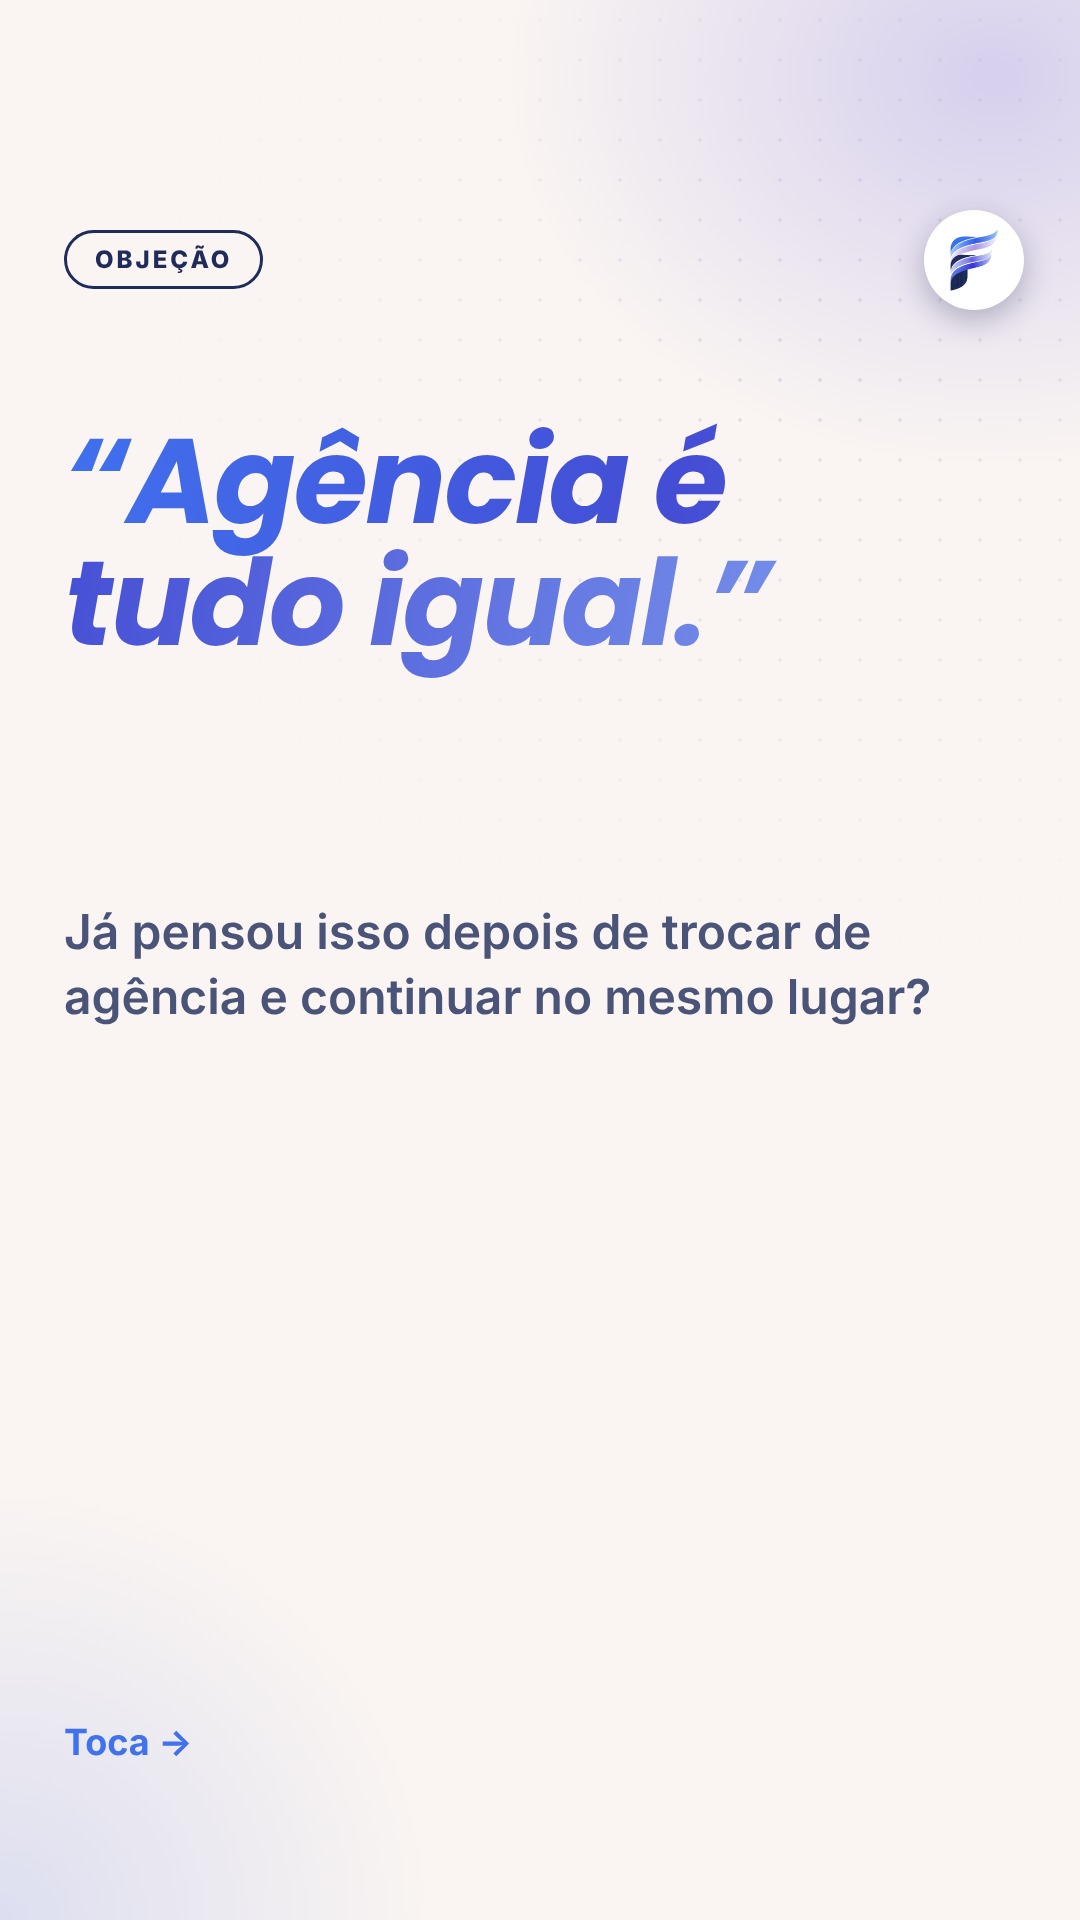 OBJEÇÃO
“Agência é
tudo igual.”
Já pensou isso depois de trocar de
agência e continuar no mesmo lugar?
Toca →